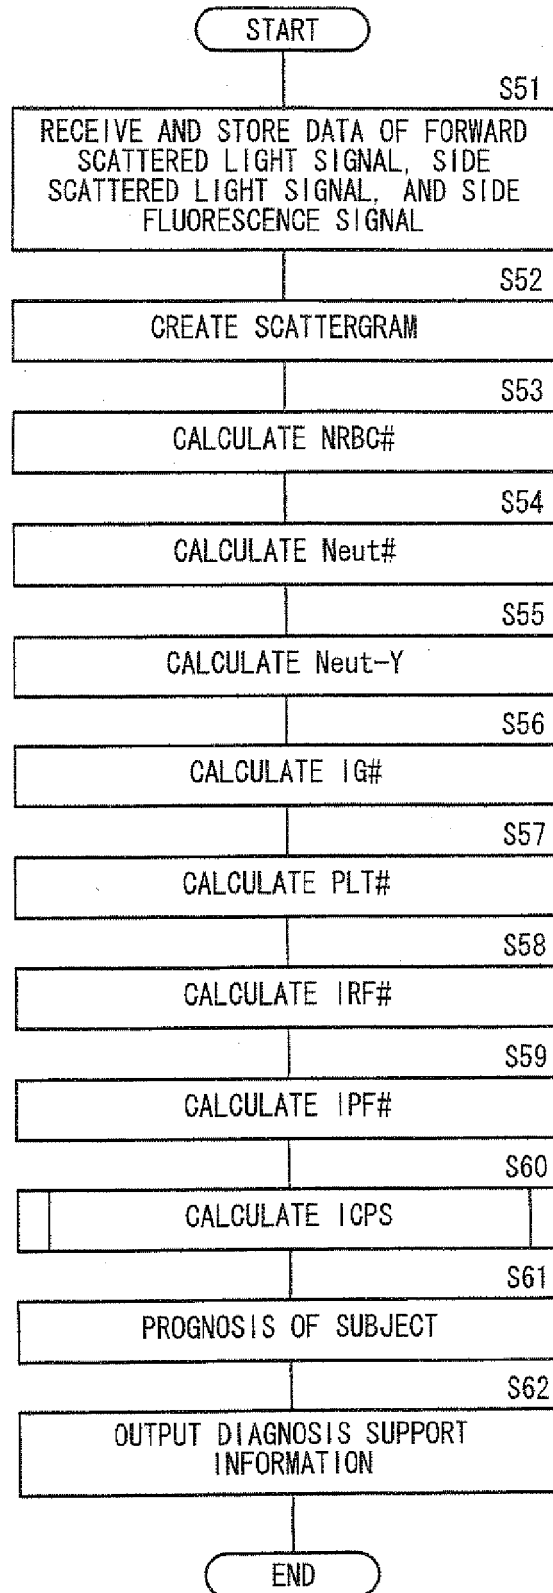 START
S51
RECEIVE AND STORE DATA OF FORWARD
SCATTERED LIGHT SIGNAL, SIDE
SCATTERED LIGHT SIGNAL, AND SIDE
FLUORESCENCE SIGNAL
S52
CREATE SCATTERGRAM
S53
CALCULATE NRBC#
S54
CALCULATE Neut#
S55
CALCULATE Neut-Y
S56
CALCULATE IG#
S57
CALCULATE PLT#
S58
CALCULATE IRF#
S59
CALCULATE IPF#
S60
CALCULATE ICPS
S61
PROGNOSIS OF SUBJECT
S62
OUTPUT DIAGNOSIS SUPPORT
INFORMATION
END